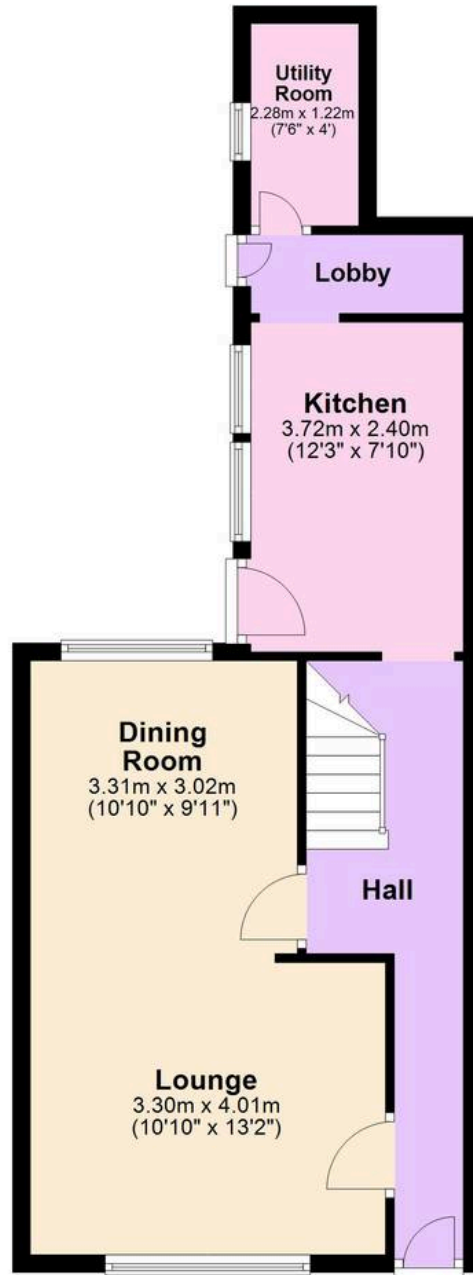 Utility
Room
2.28m x 1.22m
(7'6" x 4')
Lobby
Kitchen
3.72m x 2.40m
(12'3" x 7'10")
Dining
Room
3.31m x 3.02m
(10'10" x 9'11")
Hall
Lounge
3.30m x 4.01m
(10'10" x 13'2")